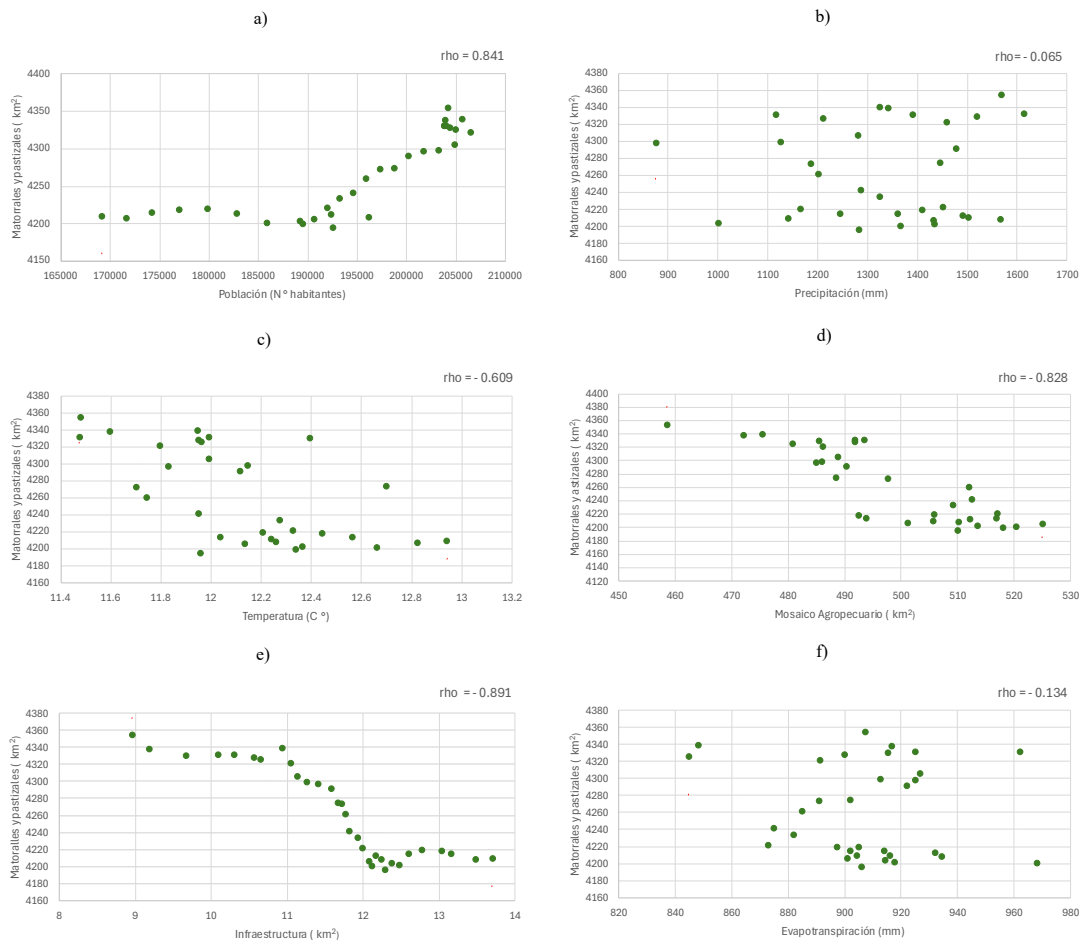 a)
rho = 0.841
Matorrales y pastizales ( km²)
4400
4350
4300
4250
4200
4150
165000 170000 175000 180000 185000 190000 195000 200000 205000 210000
Población (N° habitantes)
b)
rho= - 0.065
Matorrales y pastizales ( km²)
4380
4360
4340
4320
4300
4280
4260
4240
4220
4200
4180
4160
800 900 1000 1100 1200 1300 1400 1500 1600 1700
Precipitación (mm)
c)
rho = - 0.609
Matorrales y pastizales ( km²)
4380
4360
4340
4320
4300
4280
4260
4240
4220
4200
4180
4160
11.4 11.6 11.8 12 12.2 12.4 12.6 12.8 13 13.2
Temperatura (C °)
d)
rho = - 0.828
Matorrales y astizales ( km²)
4400
4380
4360
4340
4320
4300
4280
4260
4240
4220
4200
4180
4160
4140
4120
450 460 470 480 490 500 510 520 530
Mosaico Agropecuario ( km²)
e)
rho = - 0.891
Matoralles y pastizales ( km²)
4380
4360
4340
4320
4300
4280
4260
4240
4220
4200
4180
4160
8 9 10 11 12 13 14
Infraestructura ( km²)
f)
rho = - 0.134
Matorrales y pastizales ( km²)
4380
4360
4340
4320
4300
4280
4260
4240
4220
4200
4180
4160
820 840 860 880 900 920 940 960 980
Evapotranspiración (mm)